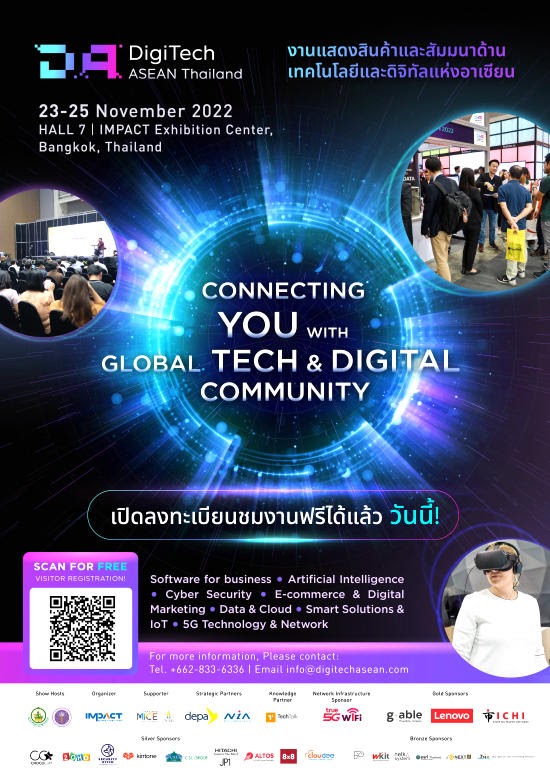 DigiTech
ASEAN Thailand
งานแสดงสินค้าและสัมมนาด้าน
เทคโนโลยีและดิจิทัลแห่งอาเซียน
23-25 November 2022
HALL 7 | IMPACT Exhibition Center,
Bangkok, Thailand
CONNECTING
YOU WITH
GLOBAL TECH & DIGITAL
COMMUNITY
เปิดลงทะเบียนชมงานฟรีได้แล้ว วันนี้!
SCAN FOR FREE
VISITOR REGISTRATION!
Software for business • Artificial Intelligence
• Cyber Security • E-commerce & Digital
Marketing • Data & Cloud • Smart Solutions &
IoT • 5G Technology & Network
For more information, Please contact:
Tel. +662-833-6336 | Email info@digitechasean.com
Show Hosts
Organizer
Supporter
Strategic Partners
Knowledge
Partner
Network Infrastructure
Sponsor
Gold Sponsors
IMPACT
MICE
depa
NIA
TechTalk
true 5G WiFi
g able
Lenovo
ICHI
Silver Sponsors
Bronze Sponsors
ZOHO
kintone
HITACHI
JP1
ALTOS
8x8
cloudee